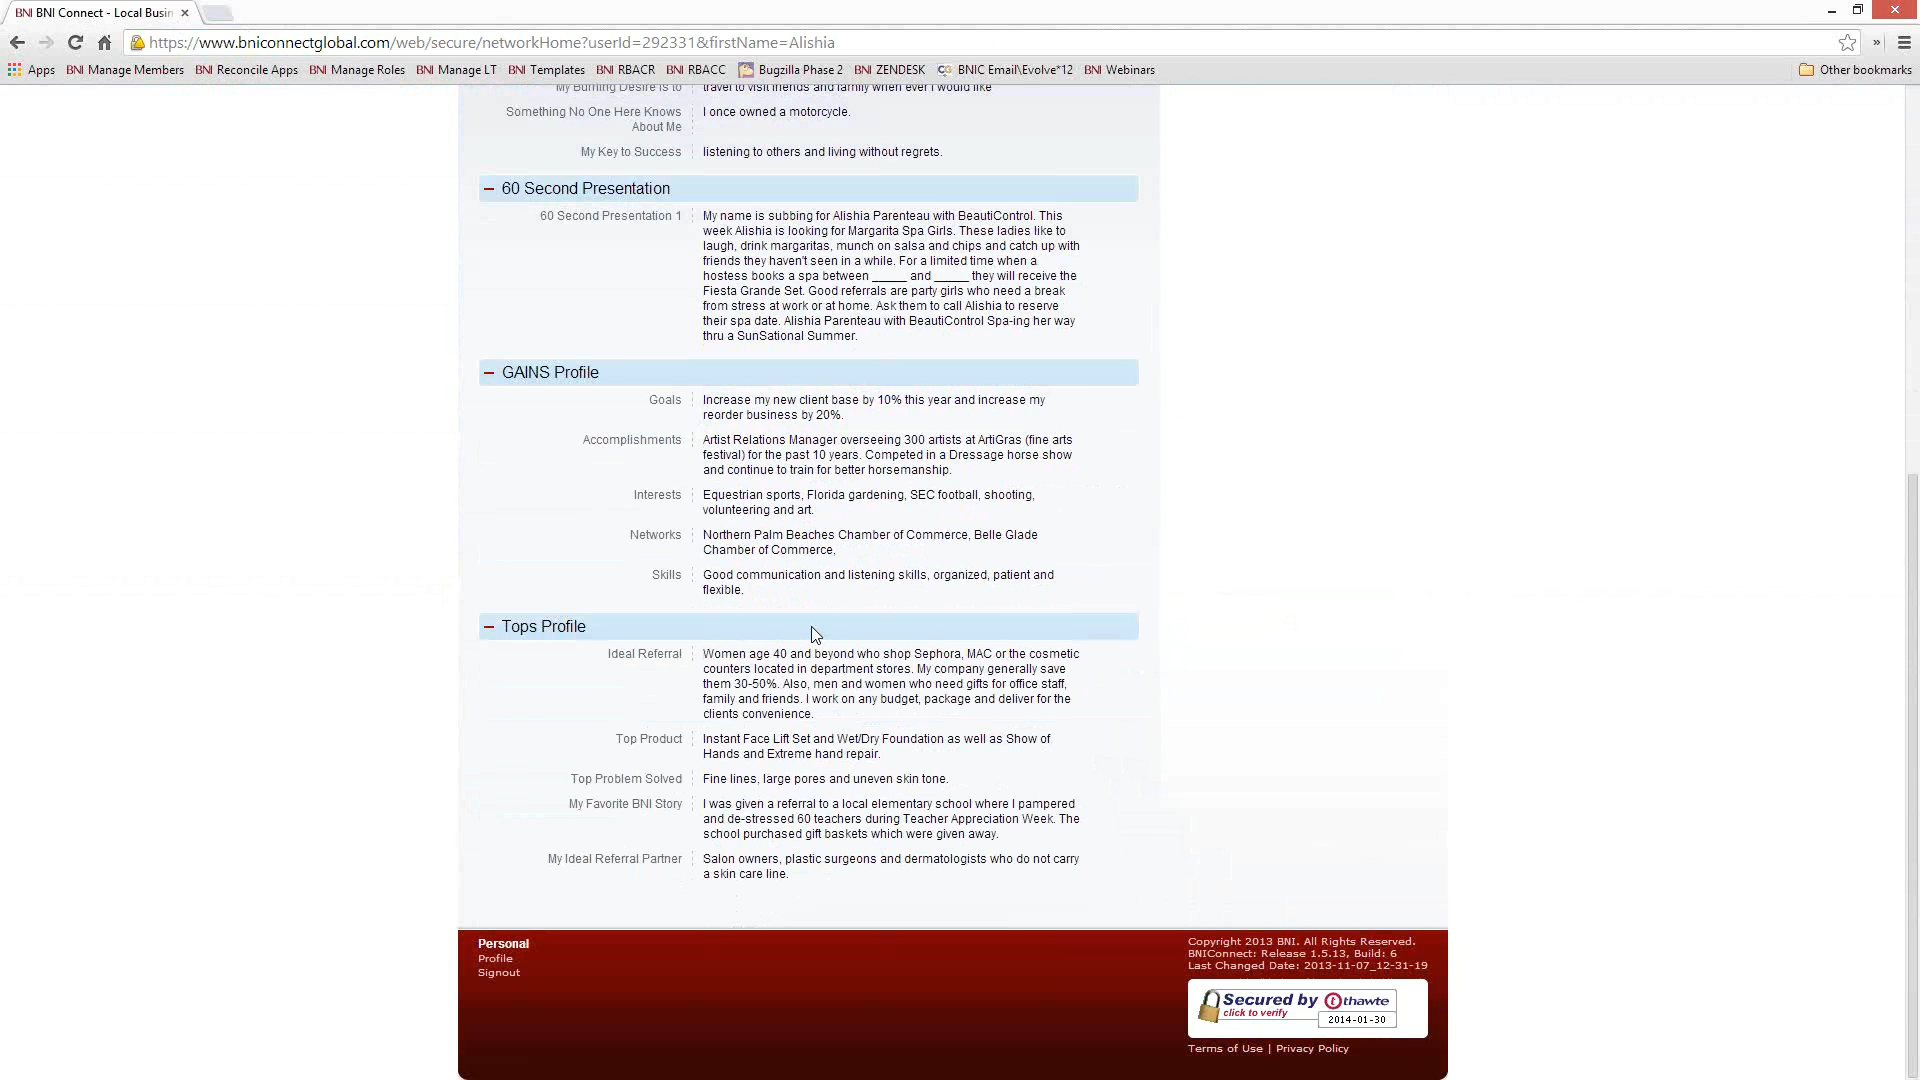 BNI BNI Connect - Local Busin
https://www.bniconnectglobal.com/web/secure/networkHome?userId=292331&firstName=Alishia
Apps BNI Manage Members BNI Reconcile Apps BNI Manage Roles BNI Manage LT BNI Templates BNI RBACR BNI RBACC Bugzilla Phase 2 BNI ZENDESK CG BNIC Email\Evolve*12 BNI Webinars Other bookmarks
My Burning Desire is to travel to visit friends and family when ever I would like
Something No One Here Knows I once owned a motorcycle.
About Me
My Key to Success listening to others and living without regrets.
60 Second Presentation
60 Second Presentation 1 My name is subbing for Alishia Parenteau with BeautiControl. This
week Alishia is looking for Margarita Spa Girls. These ladies like to
laugh, drink margaritas, munch on salsa and chips and catch up with
friends they haven't seen in a while. For a limited time when a
hostess books a spa between _____ and _____ they will receive the
Fiesta Grande Set. Good referrals are party girls who need a break
from stress at work or at home. Ask them to call Alishia to reserve
their spa date. Alishia Parenteau with BeautiControl Spa-ing her way
thru a SunSational Summer.
GAINS Profile
Goals Increase my new client base by 10% this year and increase my
reorder business by 20%.
Accomplishments Artist Relations Manager overseeing 300 artists at ArtiGras (fine arts
festival) for the past 10 years. Competed in a Dressage horse show
and continue to train for better horsemanship.
Interests Equestrian sports, Florida gardening, SEC football, shooting,
volunteering and art.
Networks Northern Palm Beaches Chamber of Commerce, Belle Glade
Chamber of Commerce,
Skills Good communication and listening skills, organized, patient and
flexible.
Tops Profile
Ideal Referral Women age 40 and beyond who shop Sephora, MAC or the cosmetic
counters located in department stores. My company generally save
them 30-50%. Also, men and women who need gifts for office staff,
family and friends. I work on any budget, package and deliver for the
clients convenience.
Top Product Instant Face Lift Set and Wet/Dry Foundation as well as Show of
Hands and Extreme hand repair.
Top Problem Solved Fine lines, large pores and uneven skin tone.
My Favorite BNI Story I was given a referral to a local elementary school where I pampered
and de-stressed 60 teachers during Teacher Appreciation Week. The
school purchased gift baskets which were given away.
My Ideal Referral Partner Salon owners, plastic surgeons and dermatologists who do not carry
a skin care line.
Personal
Profile
Signout
Copyright 2013 BNI. All Rights Reserved.
BNIConnect: Release 1.5.13, Build: 6
Last Changed Date: 2013-11-07_12-31-19
Secured by thawte
click to verify
2014-01-30
Terms of Use | Privacy Policy